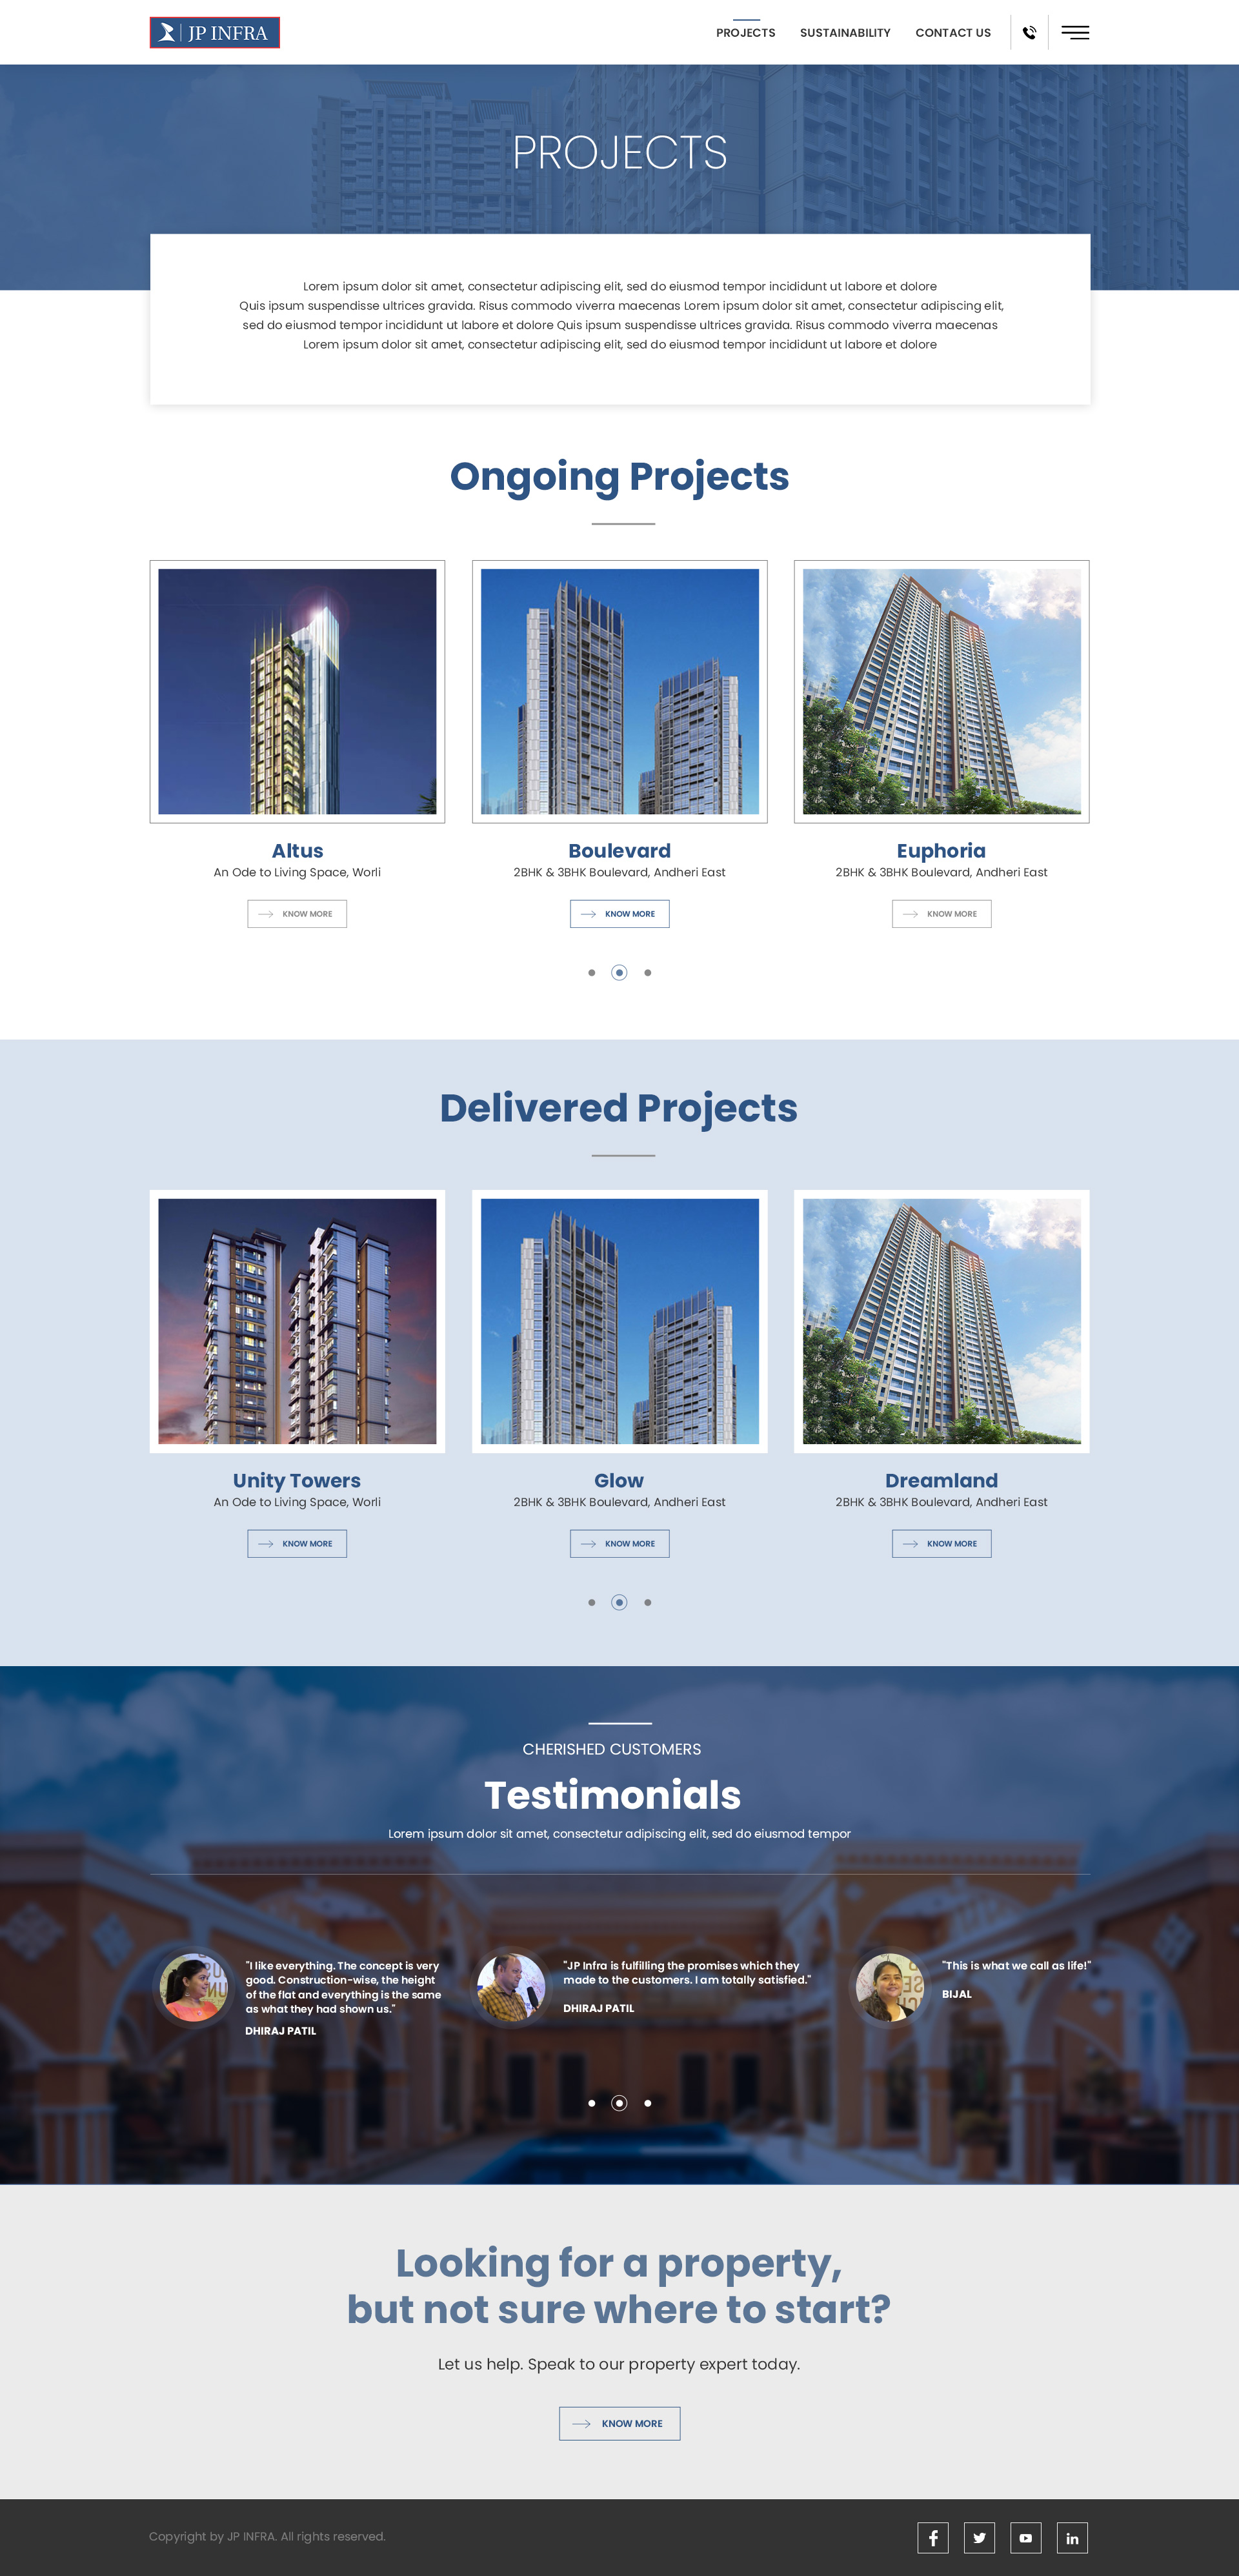 JP INFRA
PROJECTS
SUSTAINABILITY
CONTACT US
PROJECTS
Lorem ipsum dolor sit amet, consectetur adipiscing elit, sed do eiusmod tempor incididunt ut labore et dolore
Quis ipsum suspendisse ultrices gravida. Risus commodo viverra maecenas Lorem ipsum dolor sit amet, consectetur adipiscing elit,
sed do eiusmod tempor incididunt ut labore et dolore Quis ipsum suspendisse ultrices gravida. Risus commodo viverra maecenas
Lorem ipsum dolor sit amet, consectetur adipiscing elit, sed do eiusmod tempor incididunt ut labore et dolore
Ongoing Projects
Altus
An Ode to Living Space, Worli
KNOW MORE
Boulevard
2BHK & 3BHK Boulevard, Andheri East
KNOW MORE
Euphoria
2BHK & 3BHK Boulevard, Andheri East
KNOW MORE
Delivered Projects
Unity Towers
An Ode to Living Space, Worli
KNOW MORE
Glow
2BHK & 3BHK Boulevard, Andheri East
KNOW MORE
Dreamland
2BHK & 3BHK Boulevard, Andheri East
KNOW MORE
CHERISHED CUSTOMERS
Testimonials
Lorem ipsum dolor sit amet, consectetur adipiscing elit, sed do eiusmod tempor
"I like everything. The concept is very
good. Construction-wise, the height
of the flat and everything is the same
as what they had shown us."
DHIRAJ PATIL
"JP Infra is fulfilling the promises which they
made to the customers. I am totally satisfied."
DHIRAJ PATIL
"This is what we call as life!"
BIJAL
Looking for a property,
but not sure where to start?
Let us help. Speak to our property expert today.
KNOW MORE
Copyright by JP INFRA. All rights reserved.